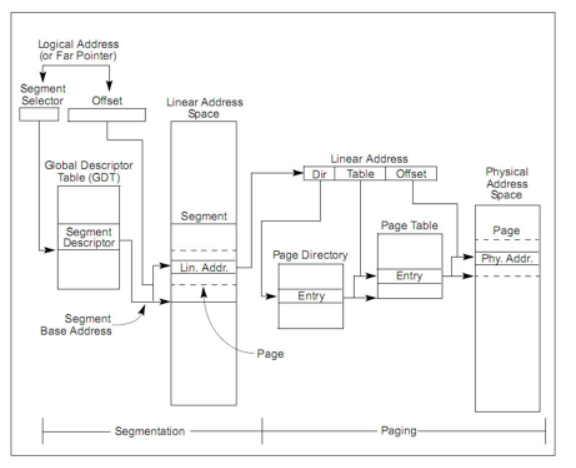 Logical Address
(or Far Pointer)
Segment
Selector
Offset
Linear Address
Space
Global Descriptor
Table (GDT)
Segment
Descriptor
Segment
Lin. Addr.
Segment
Base Address
Page
Linear Address
Dir
Table
Offset
Page Directory
Entry
Page Table
Entry
Physical
Address
Space
Page
Phy. Addr.
Segmentation
Paging